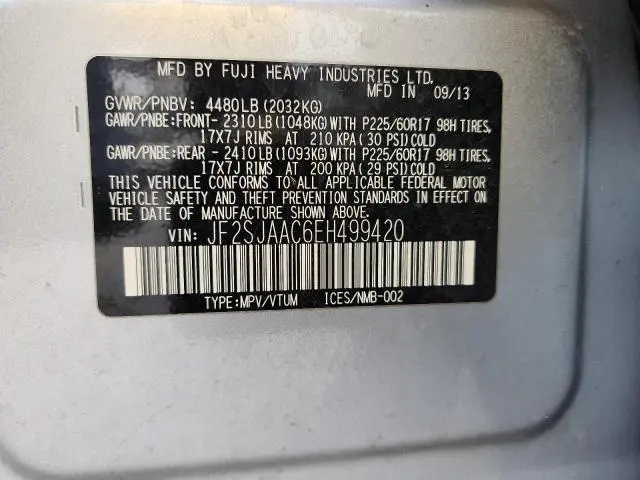 MFD BY FUJI HEAVY INDUSTRIES LTD.
MFD IN 09/13
GVWR/PNBV: 4480LB (2032KG)
GAWR/PNBE:FRONT- 2310LB (1048KG) WITH P225/60R17 98H TIRES,
17X7J RIMS AT 210 KPA ( 30 PSI) COLD
GAWR/PNBE:REAR - 2410LB (1093KG) WITH P225/60R17 98H TIRES,
17X7J RIMS AT 200 KPA ( 29 PSI) COLD
THIS VEHICLE CONFORMS TO ALL APPLICABLE FEDERAL MOTOR
VEHICLE SAFETY AND THEFT PREVENTION STANDARDS IN EFFECT ON
THE DATE OF MANUFACTURE SHOWN ABOVE.
VIN: JF2SJAAC6EH499420
TYPE:MPV/VTUM ICES/NMB-002